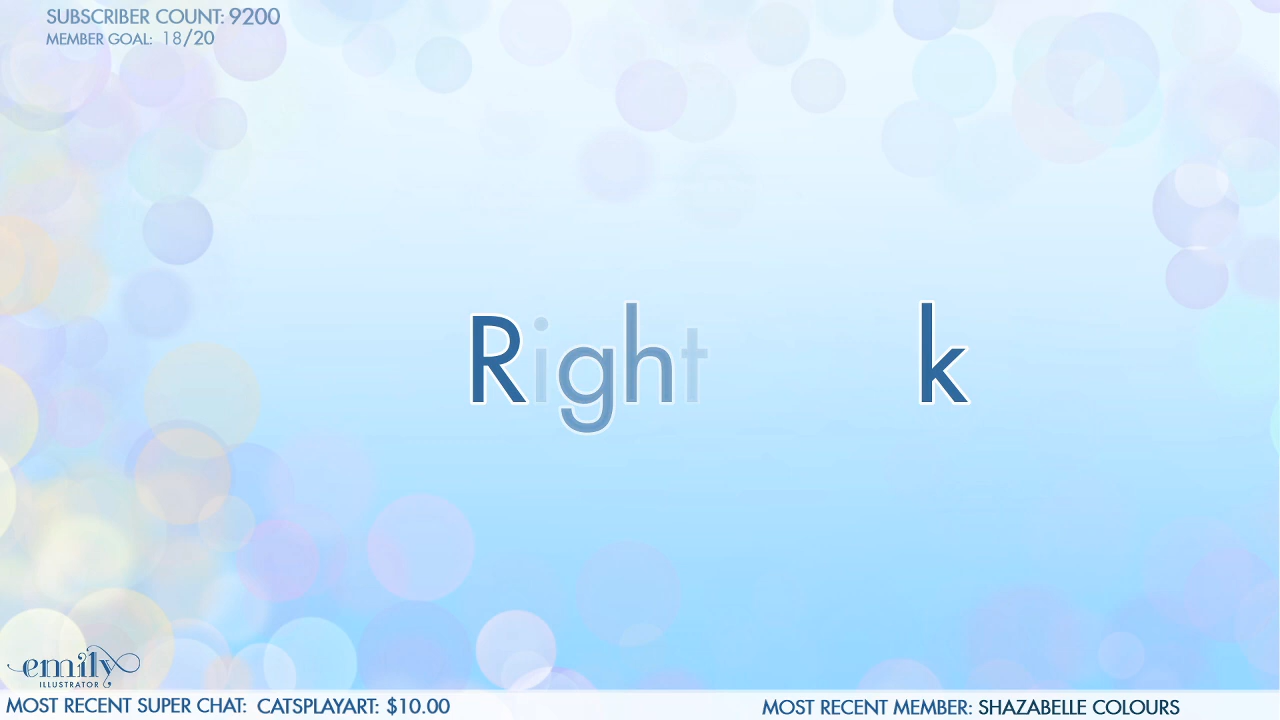 SUBSCRIBER COUNT: 9200
MEMBER GOAL: 18/20
Right k
emily
ILLUSTRATOR
MOST RECENT SUPER CHAT: CATSPLAYART: $10.00
MOST RECENT MEMBER: SHAZABELLE COLOURS